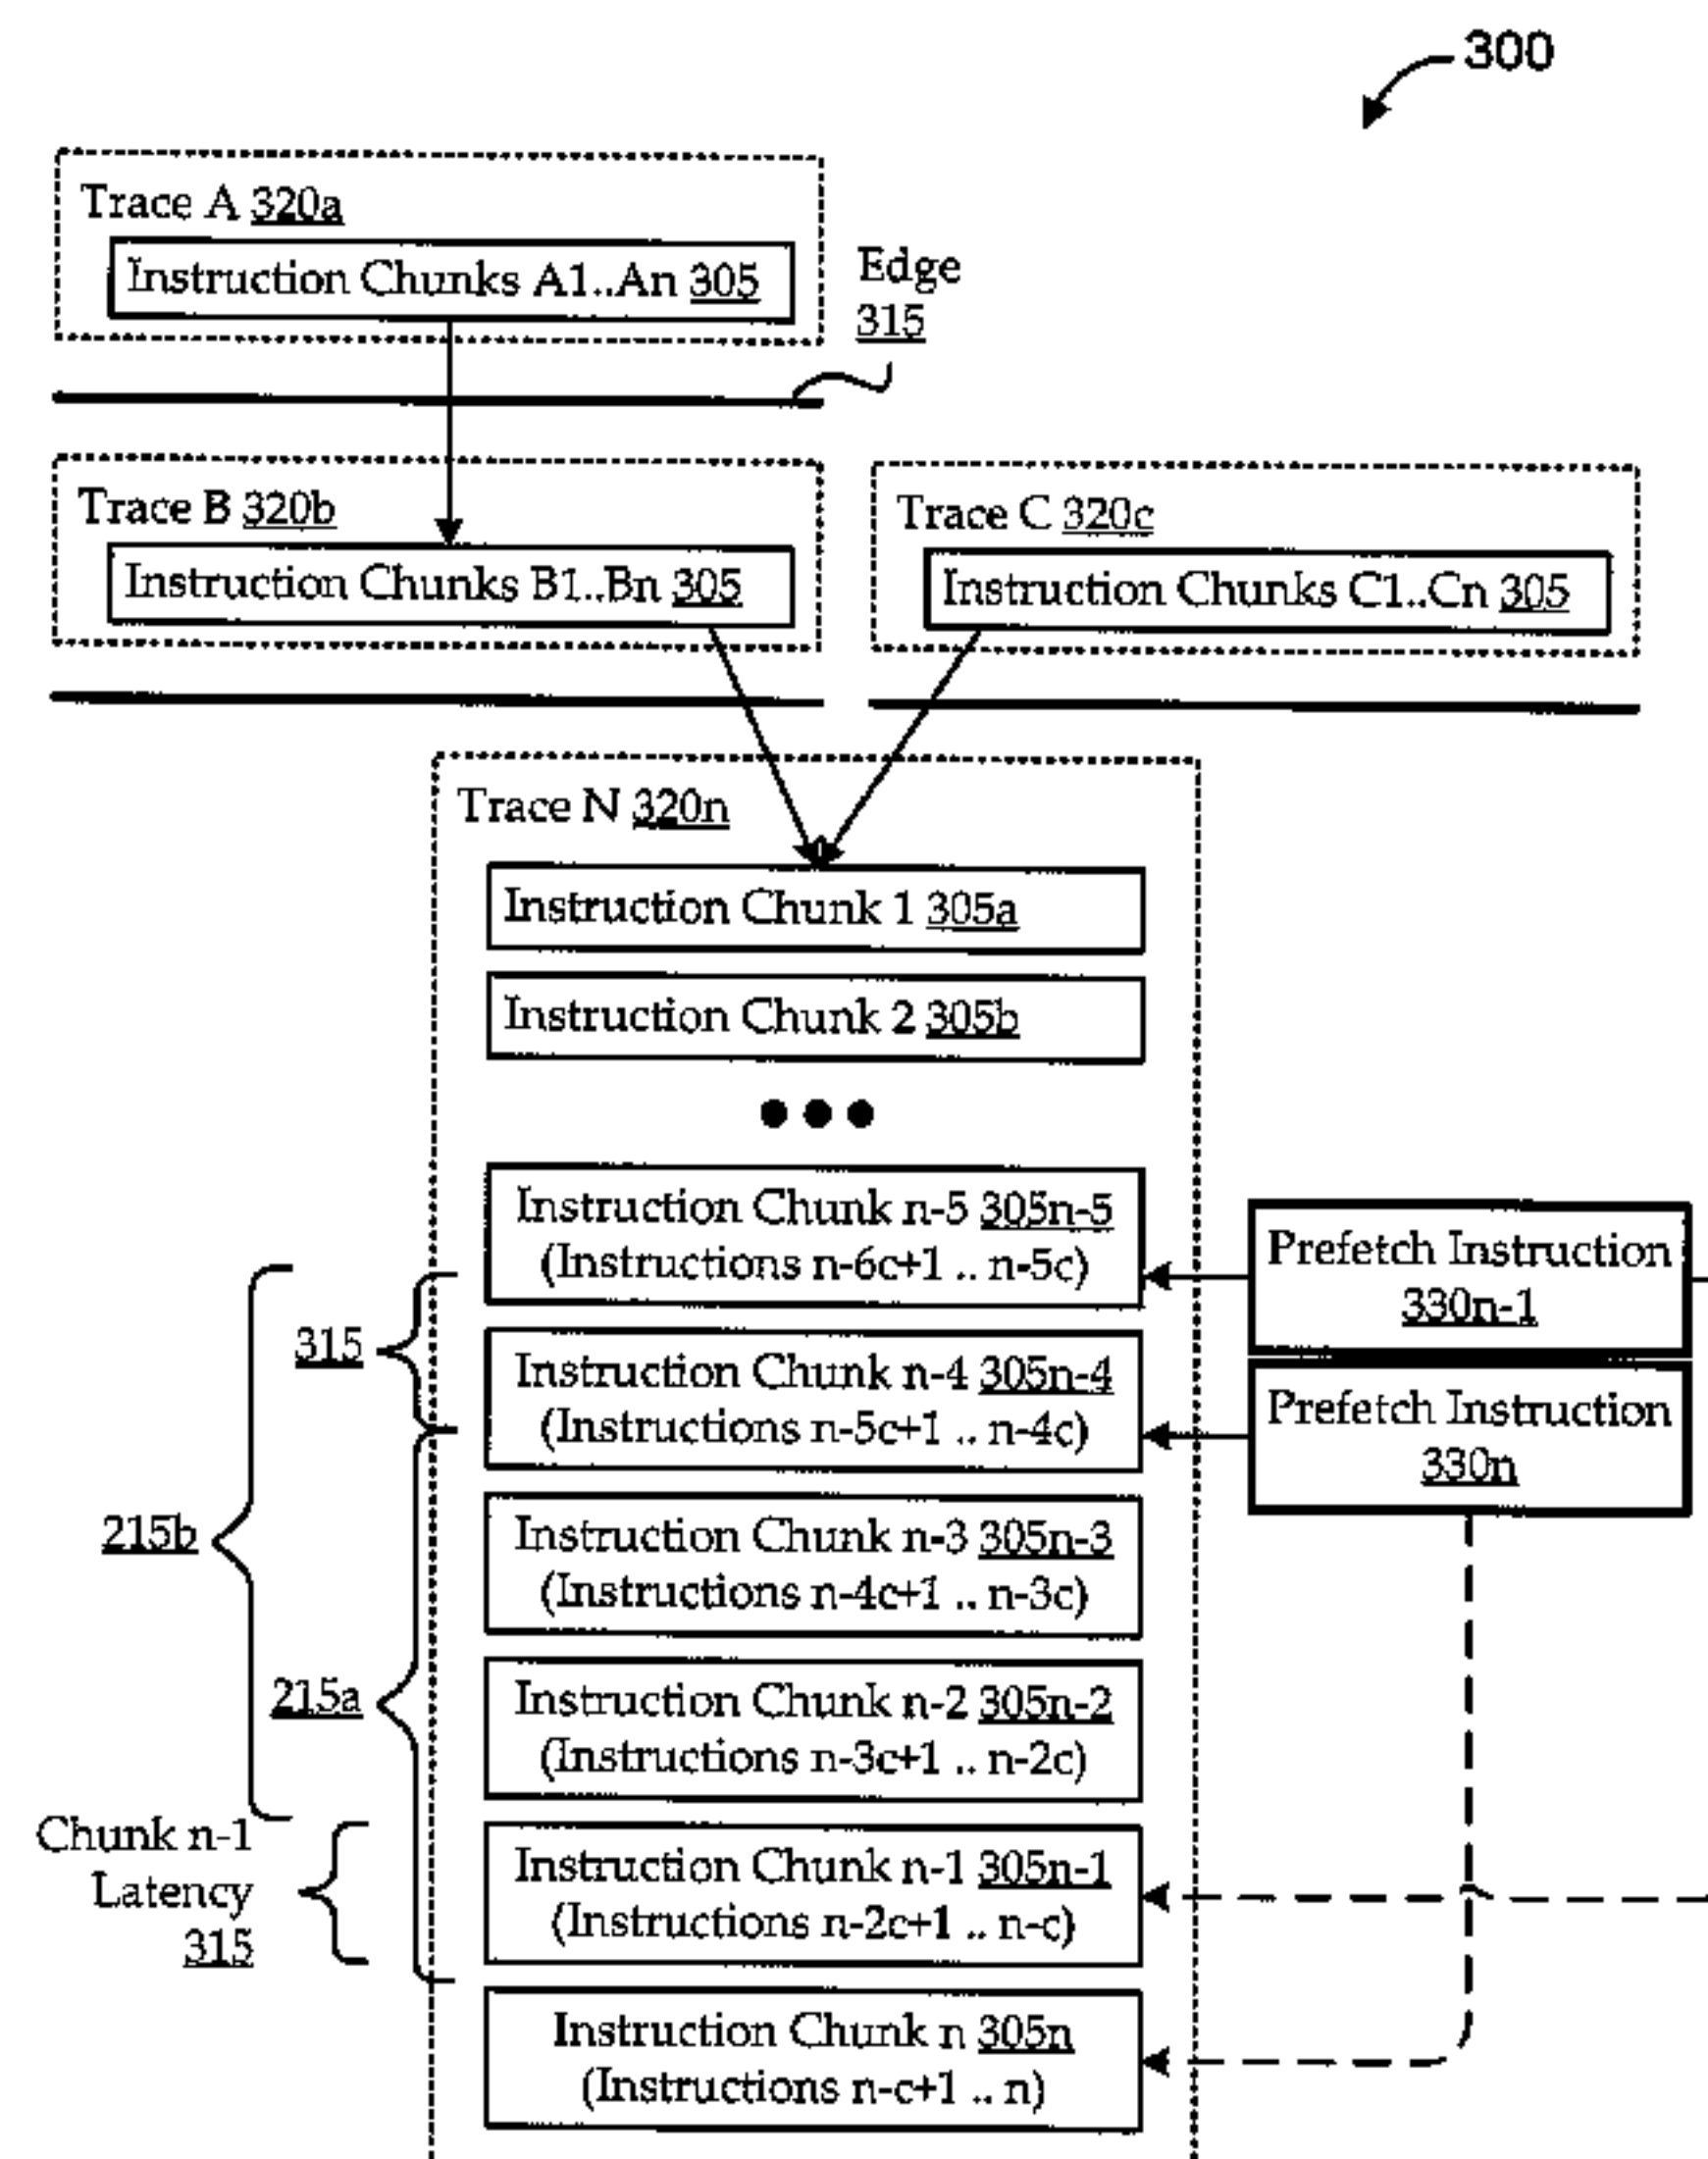 300
Trace A 320a
Instruction Chunks A1..An 305
Edge
315
Trace B 320b
Instruction Chunks B1..Bn 305
Trace C 320c
Instruction Chunks C1..Cn 305
Trace N 320n
Instruction Chunk 1 305a
Instruction Chunk 2 305b
Instruction Chunk n-5 305n-5
(Instructions n-6c+1 .. n-5c)
Prefetch Instruction
330n-1
315
Instruction Chunk n-4 305n-4
(Instructions n-5c+1 .. n-4c)
Prefetch Instruction
330n
215b
Instruction Chunk n-3 305n-3
(Instructions n-4c+1 .. n-3c)
215a
Instruction Chunk n-2 305n-2
(Instructions n-3c+1 .. n-2c)
Chunk n-1
Latency
315
Instruction Chunk n-1 305n-1
(Instructions n-2c+1 .. n-c)
Instruction Chunk n 305n
(Instructions n-c+1 .. n)